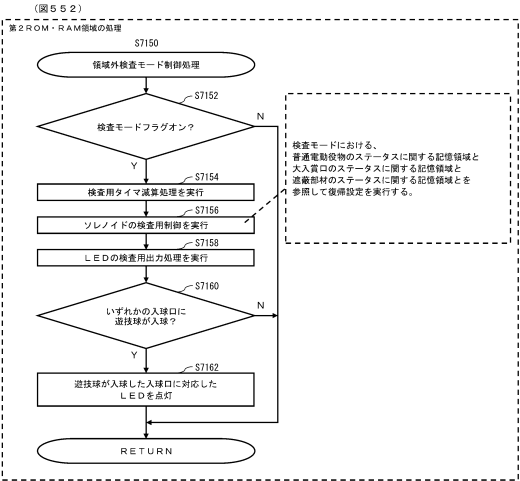 （図５５２）
第２ＲＯＭ・ＲＡＭ領域の処理
S7150
領域外検査モード制御処理
S7152
検査モードフラグオン？
N
Y
S7154
検査用タイマ減算処理を実行
S7156
ソレノイドの検査用制御を実行
S7158
ＬＥＤの検査用出力処理を実行
S7160
いずれかの入球口に
遊技球が入球？
N
Y
S7162
遊技球が入球した入球口に対応した
ＬＥＤを点灯
ＲＥＴＵＲＮ
検査モードにおける、
普通電動役物のステータスに関する記憶領域と
大入賞口のステータスに関する記憶領域と
遮蔽部材のステータスに関する記憶領域とを
参照して復帰設定を実行する。